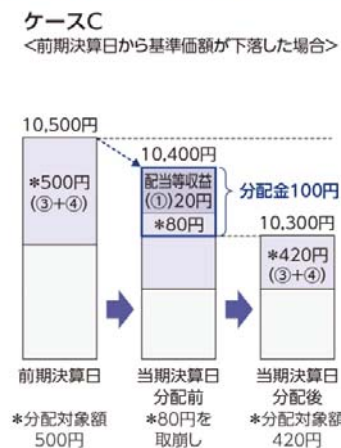 ケースC
<前期決算日から基準価額が下落した場合>
10,500円
*500円
(③+④)
10,400円
配当等収益
(①)20円
*80円
分配金100円
10,300円
*420円
(③+④)
前期決算日
*分配対象額
500円
当期決算日
分配前
*80円を
取崩し
当期決算日
分配後
*分配対象額
420円